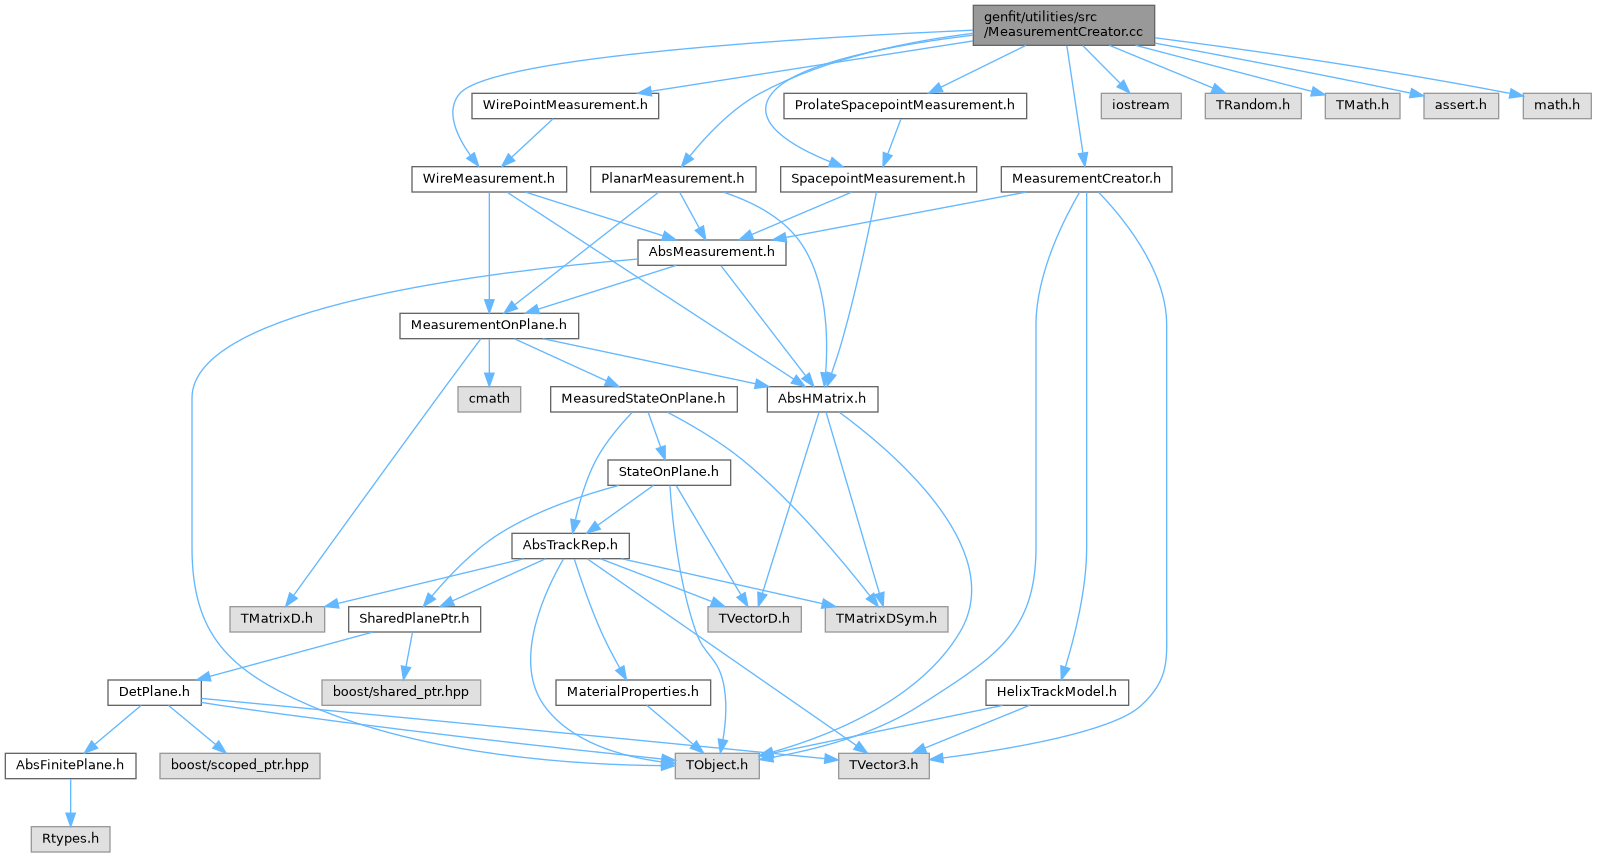 genfit/utilities/src
/MeasurementCreator.cc
WirePointMeasurement.h
ProlateSpacepointMeasurement.h
iostream
TRandom.h
TMath.h
assert.h
math.h
WireMeasurement.h
PlanarMeasurement.h
SpacepointMeasurement.h
MeasurementCreator.h
AbsMeasurement.h
MeasurementOnPlane.h
cmath
MeasuredStateOnPlane.h
AbsHMatrix.h
StateOnPlane.h
AbsTrackRep.h
TMatrixD.h
SharedPlanePtr.h
TVectorD.h
TMatrixDSym.h
DetPlane.h
boost/shared_ptr.hpp
MaterialProperties.h
HelixTrackModel.h
AbsFinitePlane.h
boost/scoped_ptr.hpp
TObject.h
TVector3.h
Rtypes.h